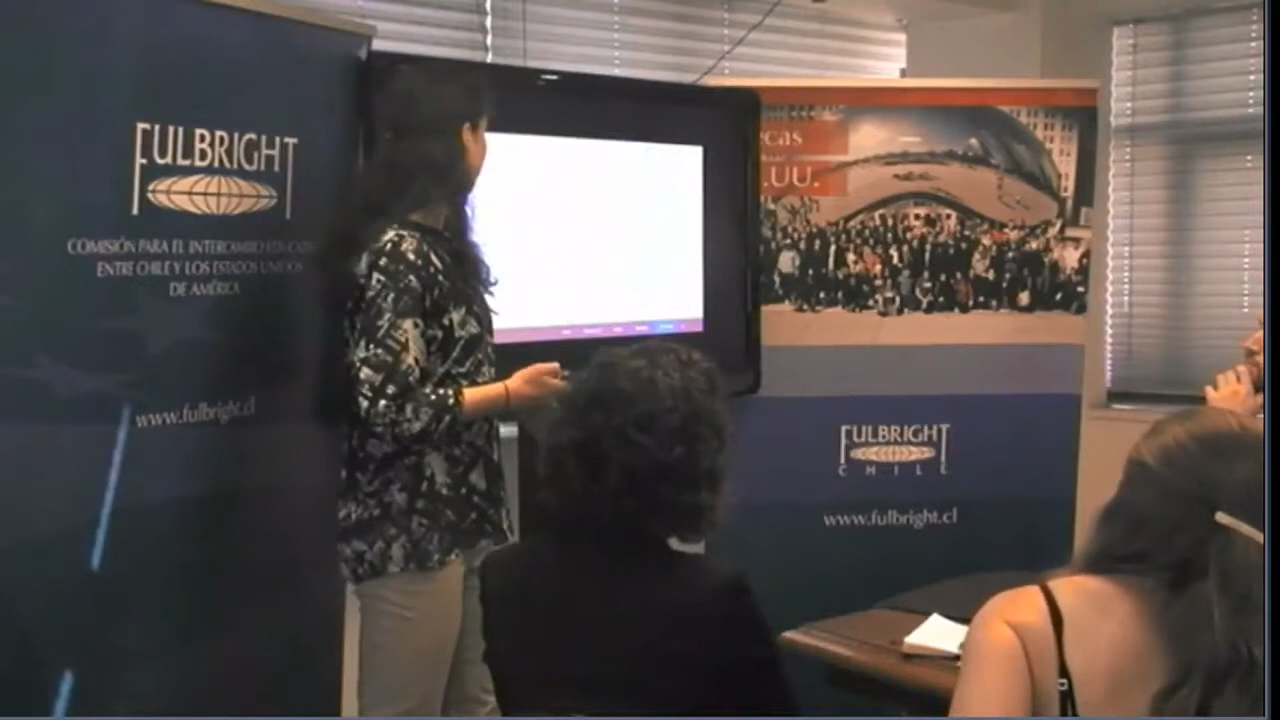 FULBRIGHT
COMISIÓN PARA EL INTERCAMBIO
ENTRE CHILE Y LOS ESTADOS UNIDOS
DE AMÉRICA
www.fulbright.cl
ecas
.UU.
FULBRIGHT
CHILE
www.fulbright.cl